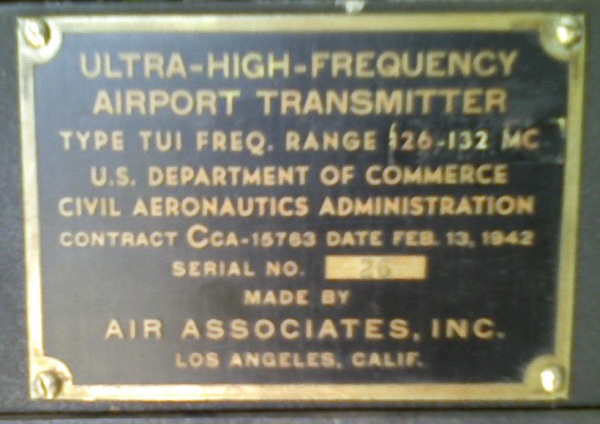 ULTRA-HIGH-FREQUENCY
AIRPORT TRANSMITTER
TYPE TUI FREQ. RANGE 126-132 MC
U.S. DEPARTMENT OF COMMERCE
CIVIL AERONAUTICS ADMINISTRATION
CONTRACT CCA-15763 DATE FEB. 13, 1942
SERIAL NO. 26
MADE BY
AIR ASSOCIATES, INC.
LOS ANGELES, CALIF.